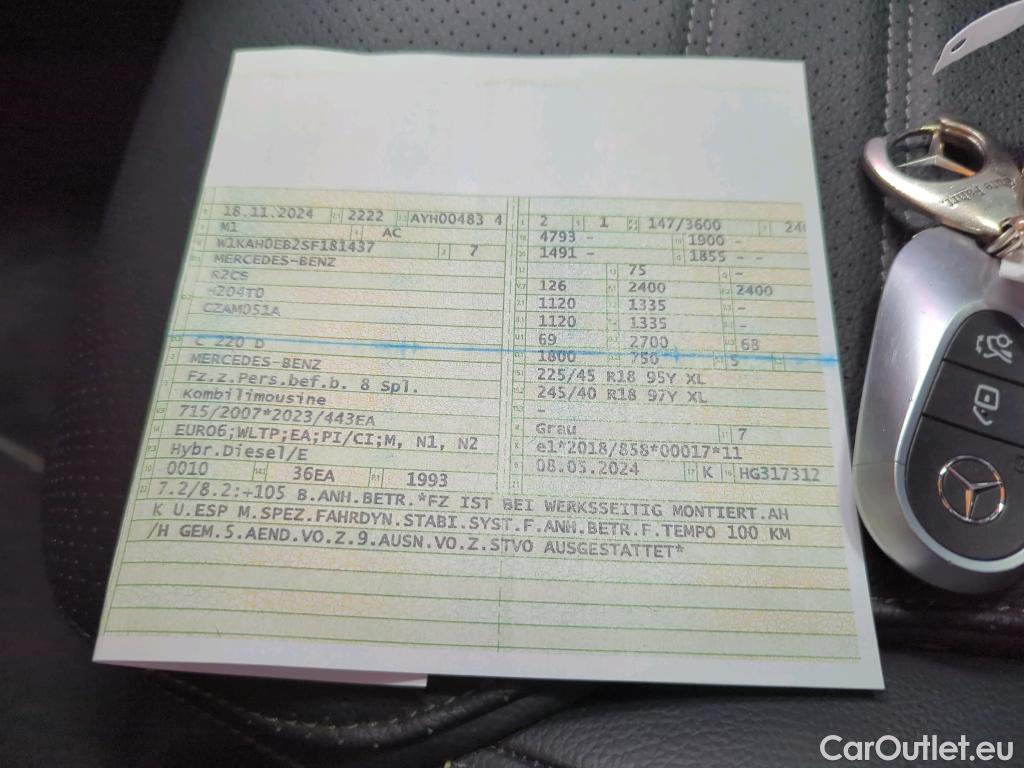 18.11.2024 2222 AYH00483 4
M1 AC
W1KAH0EB2SF181437 7
MERCEDES-BENZ
R2CS
H204T0
CZAM051A
C 220 D
MERCEDES-BENZ
Fz.z.Pers.bef.b. 8 Spl.
Kombilimousine
715/2007*2023/443EA
EURO6;WLTP;EA;PI/CI;M, N1, N2
Hybr.Diesel/E
0010 36EA 1993
2 1 147/3600
4793 - 1900 -
1491 - 1855 - -
75 -
126 2400 2400
1120 1335 -
1120 1335 -
69 2700 68
1800 750 5 -
225/45 R18 95Y XL
245/40 R18 97Y XL
-
Grau 7
e1*2018/858*00017*11
08.05.2024 K HG317312
7.2/8.2:+105 B.ANH.BETR.*FZ IST BEI WERKSSEITIG MONTIERT.AH
K U.ESP M.SPEZ.FAHRDYN.STABI.SYST.F.ANH.BETR.F.TEMPO 100 KM
/H GEM.5.AEND.VO.Z.9.AUSN.VO.Z.STVO AUSGESTATTET*
CarOutlet.eu